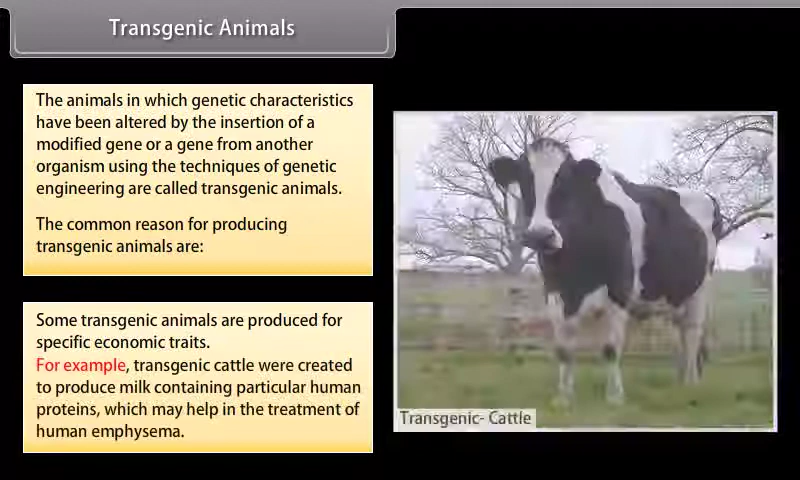 Transgenic Animals
The animals in which genetic characteristics
have been altered by the insertion of a
modified gene or a gene from another
organism using the techniques of genetic
engineering are called transgenic animals.
The common reason for producing
transgenic animals are:
Some transgenic animals are produced for
specific economic traits.
For example, transgenic cattle were created
to produce milk containing particular human
proteins, which may help in the treatment of
human emphysema.
Transgenic- Cattle